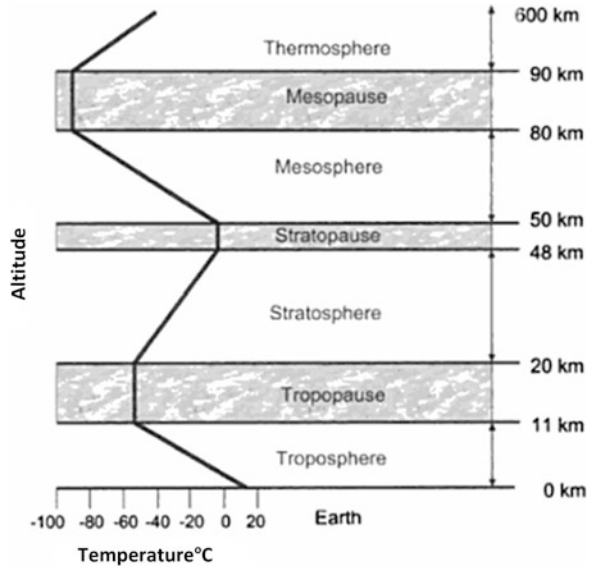 600 km
Thermosphere
90 km
Mesopause
80 km
Mesosphere
50 km
Stratopause
48 km
Stratosphere
20 km
Tropopause
11 km
Troposphere
0 km
-100 -80 -60 -40 -20 0 20
Earth
Temperature°C
Altitude